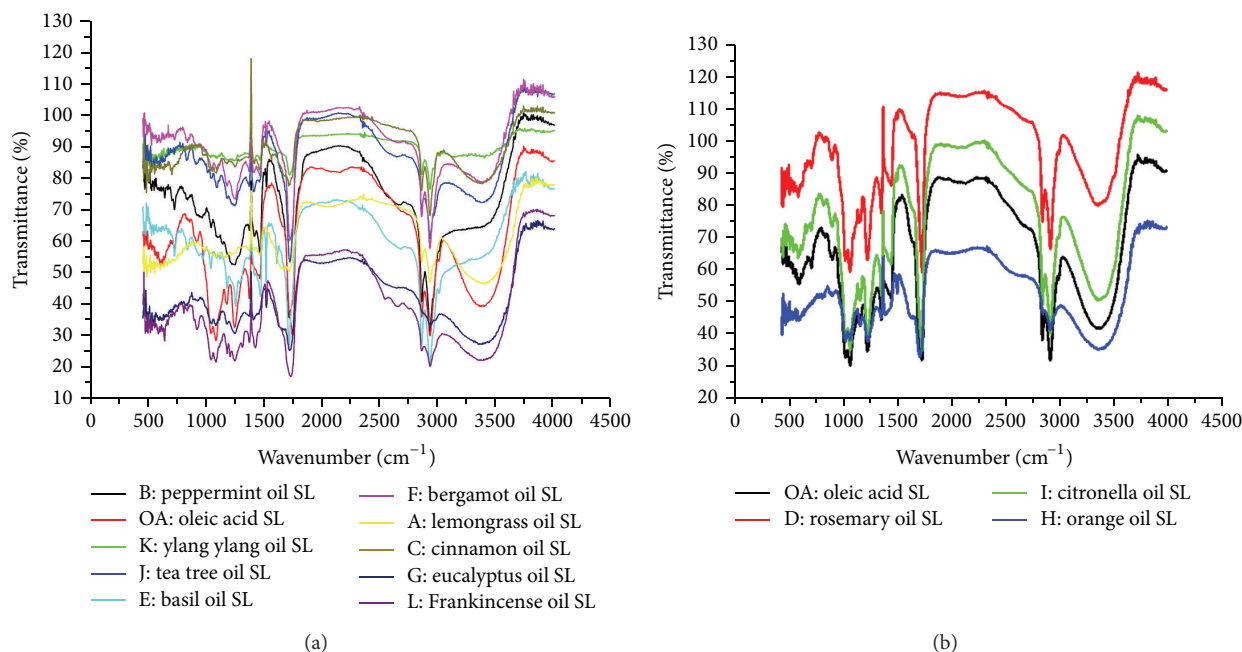 130
120
110
100
90
80
70
60
50
40
30
20
10
Transmittance (%)
0 500 1000 1500 2000 2500 3000 3500 4000 4500
Wavenumber (cm−1)
B: peppermint oil SL
OA: oleic acid SL
K: ylang ylang oil SL
J: tea tree oil SL
E: basil oil SL
F: bergamot oil SL
A: lemongrass oil SL
C: cinnamon oil SL
G: eucalyptus oil SL
L: Frankincense oil SL
(a)
130
120
110
100
90
80
70
60
50
40
30
20
Transmittance (%)
0 500 1000 1500 2000 2500 3000 3500 4000 4500
Wavenumber (cm−1)
OA: oleic acid SL
D: rosemary oil SL
I: citronella oil SL
H: orange oil SL
(b)